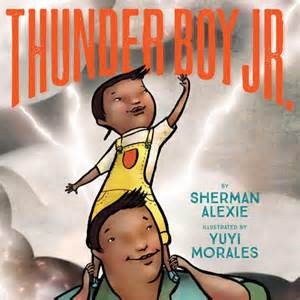 THUNDER BOY JR.
BY
SHERMAN
ALEXIE
ILLUSTRATED BY
YUYI
MORALES